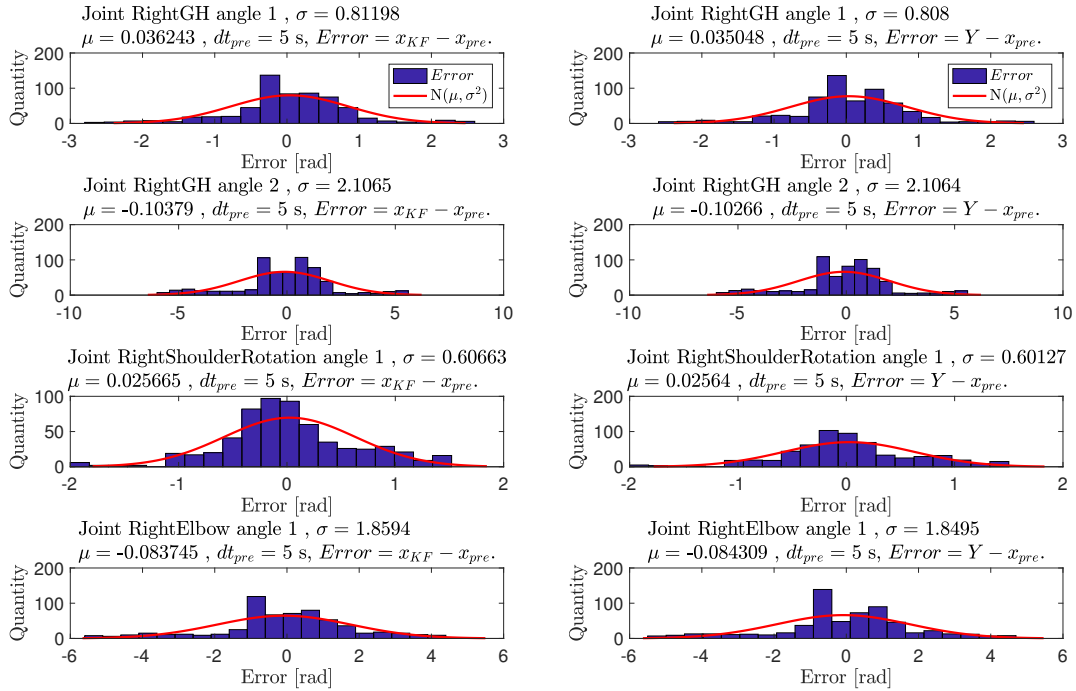 Joint RightGH angle 1 , σ = 0.81198
μ = 0.036243 , dt_pre = 5 s, Error = x_KF − x_pre.
200
100
0
Quantity
Error
N(μ, σ²)
-3 -2 -1 0 1 2 3
Error [rad]
Joint RightGH angle 1 , σ = 0.808
μ = 0.035048 , dt_pre = 5 s, Error = Y − x_pre.
200
100
0
Quantity
Error
N(μ, σ²)
-3 -2 -1 0 1 2 3
Error [rad]
Joint RightGH angle 2 , σ = 2.1065
μ = -0.10379 , dt_pre = 5 s, Error = x_KF − x_pre.
200
100
0
Quantity
-10 -5 0 5 10
Error [rad]
Joint RightGH angle 2 , σ = 2.1064
μ = -0.10266 , dt_pre = 5 s, Error = Y − x_pre.
200
100
0
Quantity
-10 -5 0 5 10
Error [rad]
Joint RightShoulderRotation angle 1 , σ = 0.60663
μ = 0.025665 , dt_pre = 5 s, Error = x_KF − x_pre.
100
50
0
Quantity
-2 -1 0 1 2
Error [rad]
Joint RightShoulderRotation angle 1 , σ = 0.60127
μ = 0.02564 , dt_pre = 5 s, Error = Y − x_pre.
200
100
0
Quantity
-2 -1 0 1 2
Error [rad]
Joint RightElbow angle 1 , σ = 1.8594
μ = -0.083745 , dt_pre = 5 s, Error = x_KF − x_pre.
200
100
0
Quantity
-6 -4 -2 0 2 4 6
Error [rad]
Joint RightElbow angle 1 , σ = 1.8495
μ = -0.084309 , dt_pre = 5 s, Error = Y − x_pre.
200
100
0
Quantity
-6 -4 -2 0 2 4 6
Error [rad]